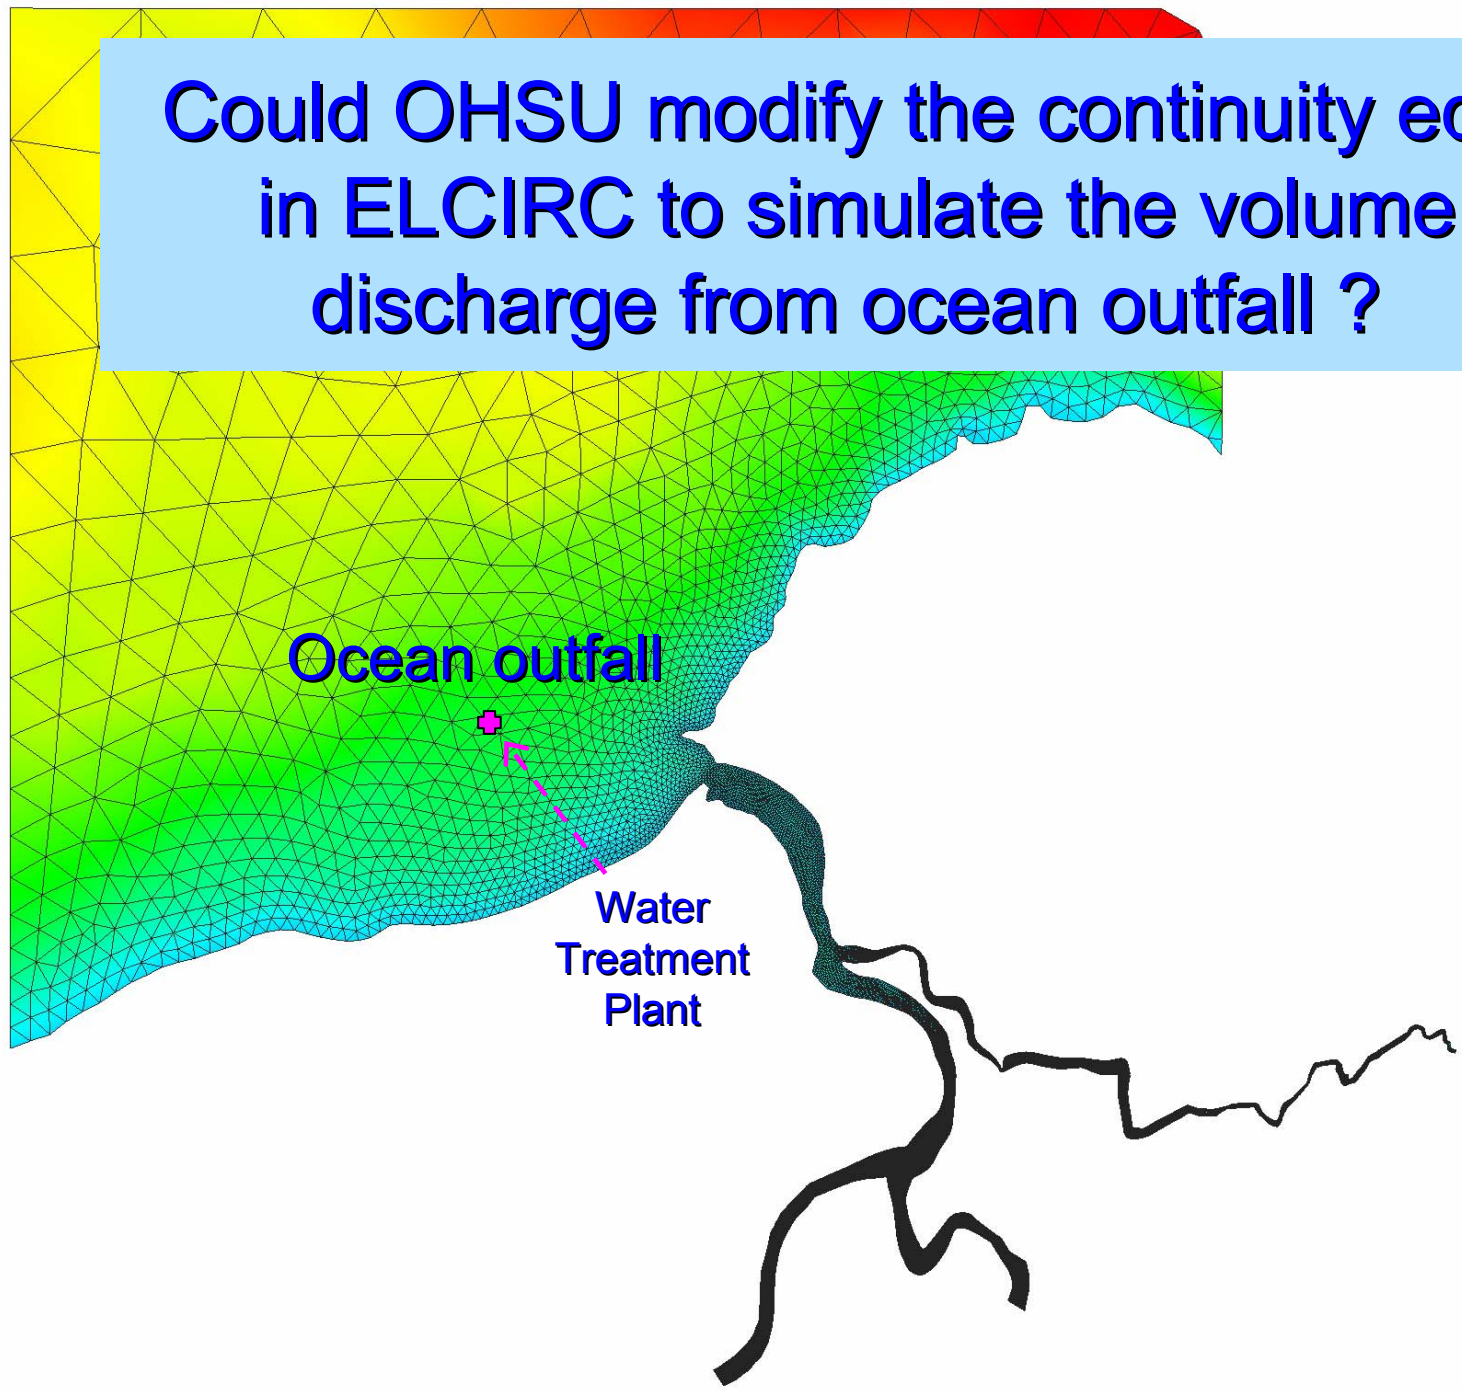 Could OHSU modify the continuity
in ELCIRC to simulate the volume
discharge from ocean outfall ?
Ocean outfall
Water
Treatment
Plant